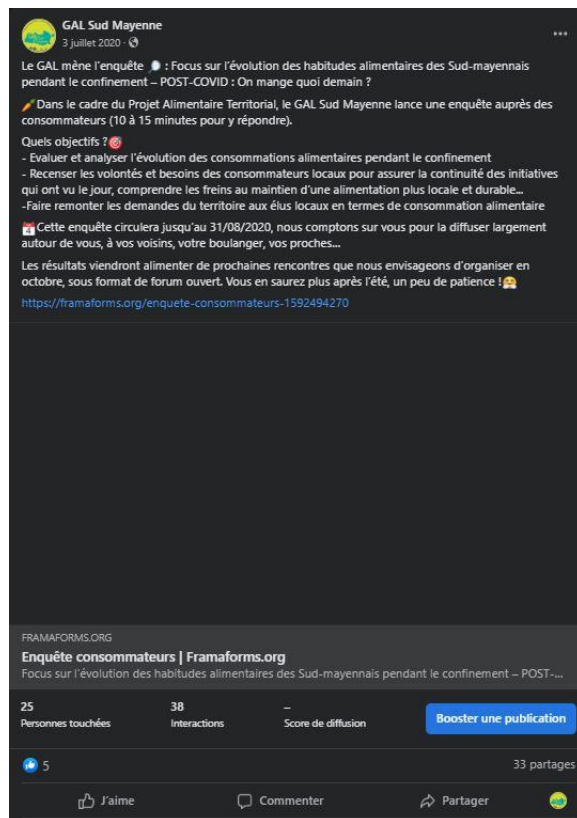 GAL Sud Mayenne
3 juillet 2020 ·
Le GAL mène l'enquête 🔎 : Focus sur l'évolution des habitudes alimentaires des Sud-mayennais
pendant le confinement – POST-COVID : On mange quoi demain ?
🥕Dans le cadre du Projet Alimentaire Territorial, le GAL Sud Mayenne lance une enquête auprès des
consommateurs (10 à 15 minutes pour y répondre).
Quels objectifs ?🎯
- Evaluer et analyser l'évolution des consommations alimentaires pendant le confinement
- Recenser les volontés et besoins des consommateurs locaux pour assurer la continuité des initiatives
qui ont vu le jour, comprendre les freins au maintien d'une alimentation plus locale et durable...
-Faire remonter les demandes du territoire aux élus locaux en termes de consommation alimentaire
📅Cette enquête circulera jusqu'au 31/08/2020, nous comptons sur vous pour la diffuser largement
autour de vous, à vos voisins, votre boulanger, vos proches...
Les résultats viendront alimenter de prochaines rencontres que nous envisageons d'organiser en
octobre, sous format de forum ouvert. Vous en saurez plus après l'été, un peu de patience !😤
https://framaforms.org/enquete-consommateurs-1592494270
FRAMAFORMS.ORG
Enquête consommateurs | Framaforms.org
Focus sur l'évolution des habitudes alimentaires des Sud-mayennais pendant le confinement – POST-...
25 38 –
Personnes touchées Interactions Score de diffusion Booster une publication
5 33 partages
J'aime Commenter Partager